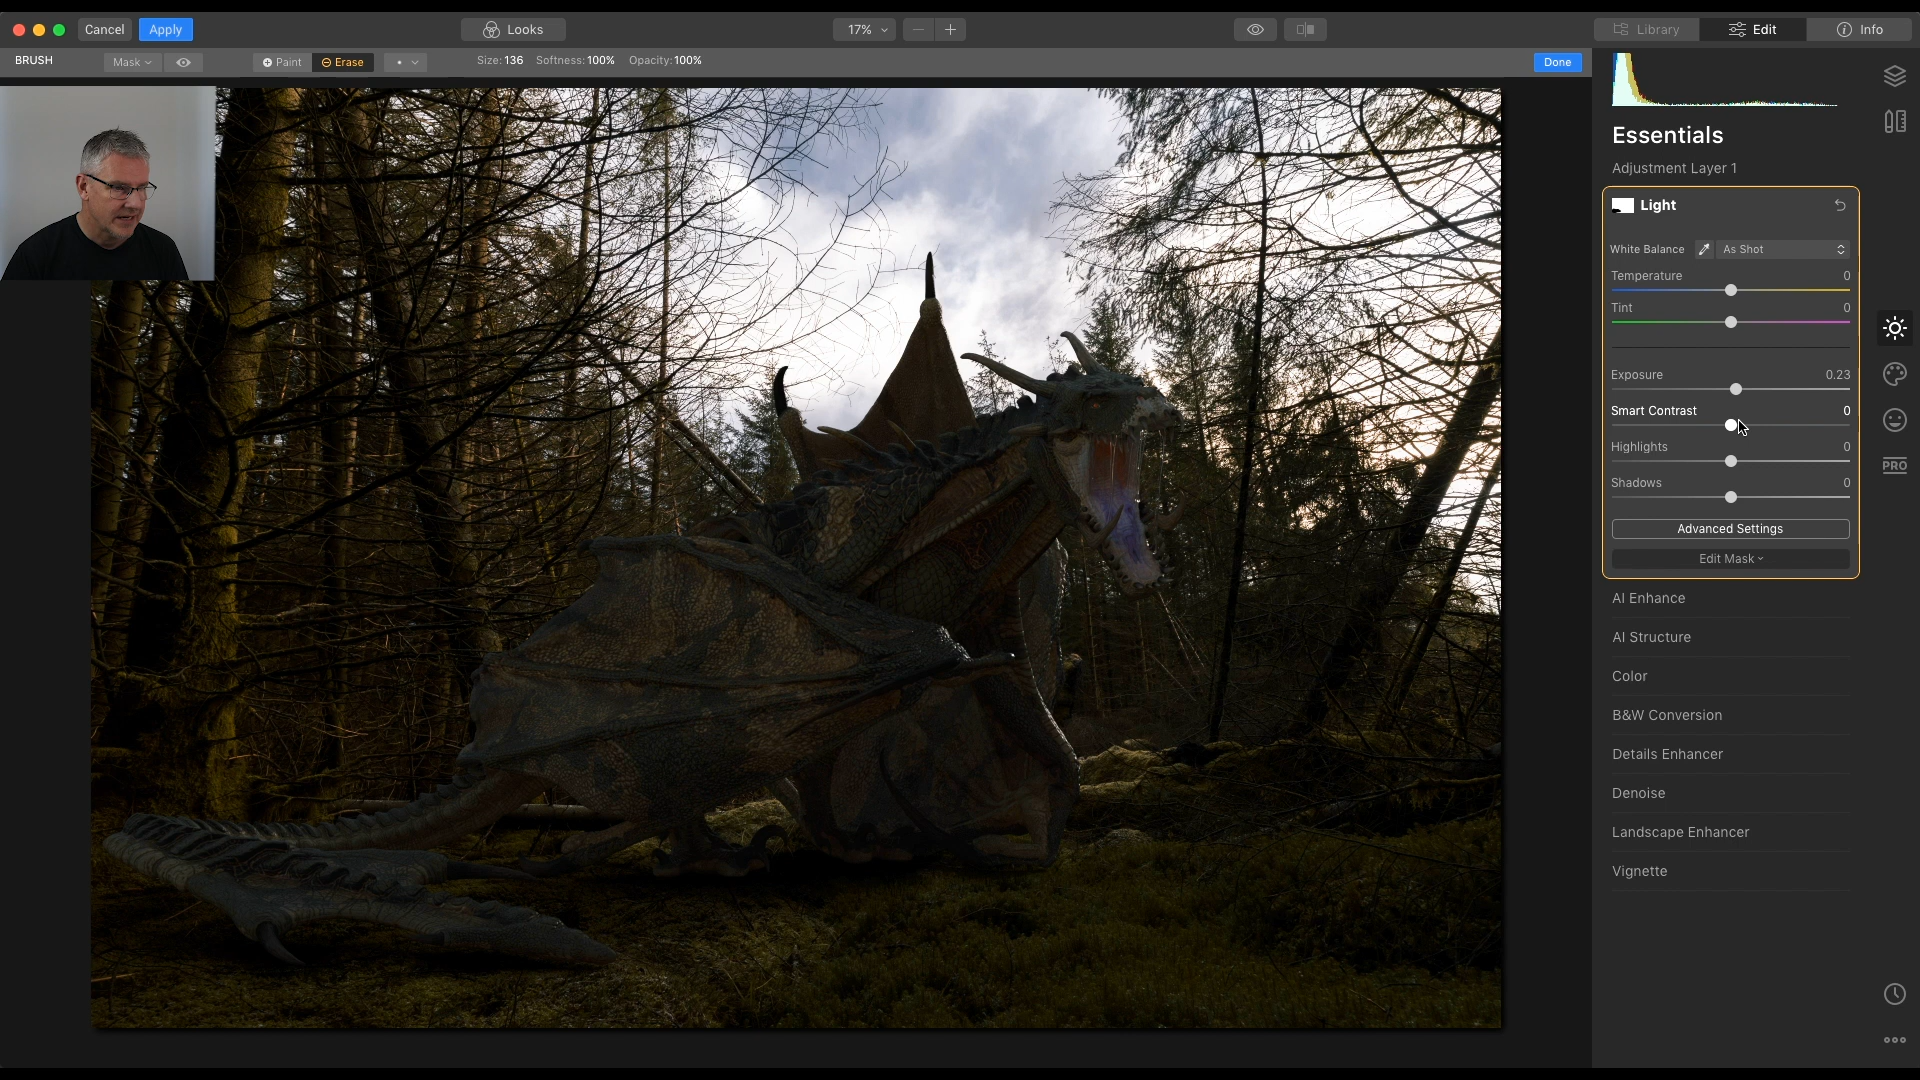 Cancel Apply Looks 17% Library Edit Info
BRUSH Mask Paint Erase Size: 136 Softness: 100% Opacity: 100% Done
Essentials
Adjustment Layer 1
Light
White Balance As Shot
Temperature 0
Tint 0
Exposure 0.23
Smart Contrast 0
Highlights 0
Shadows 0
Advanced Settings
Edit Mask
AI Enhance
AI Structure
Color
B&W Conversion
Details Enhancer
Denoise
Landscape Enhancer
Vignette
PRO